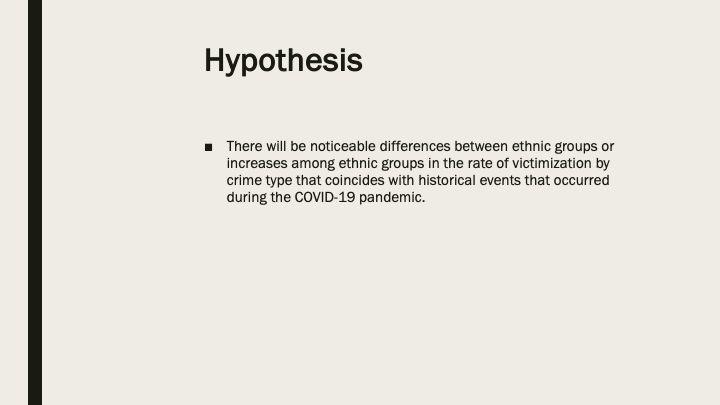 Hypothesis
■ There will be noticeable differences between ethnic groups or
increases among ethnic groups in the rate of victimization by
crime type that coincides with historical events that occurred
during the COVID-19 pandemic.